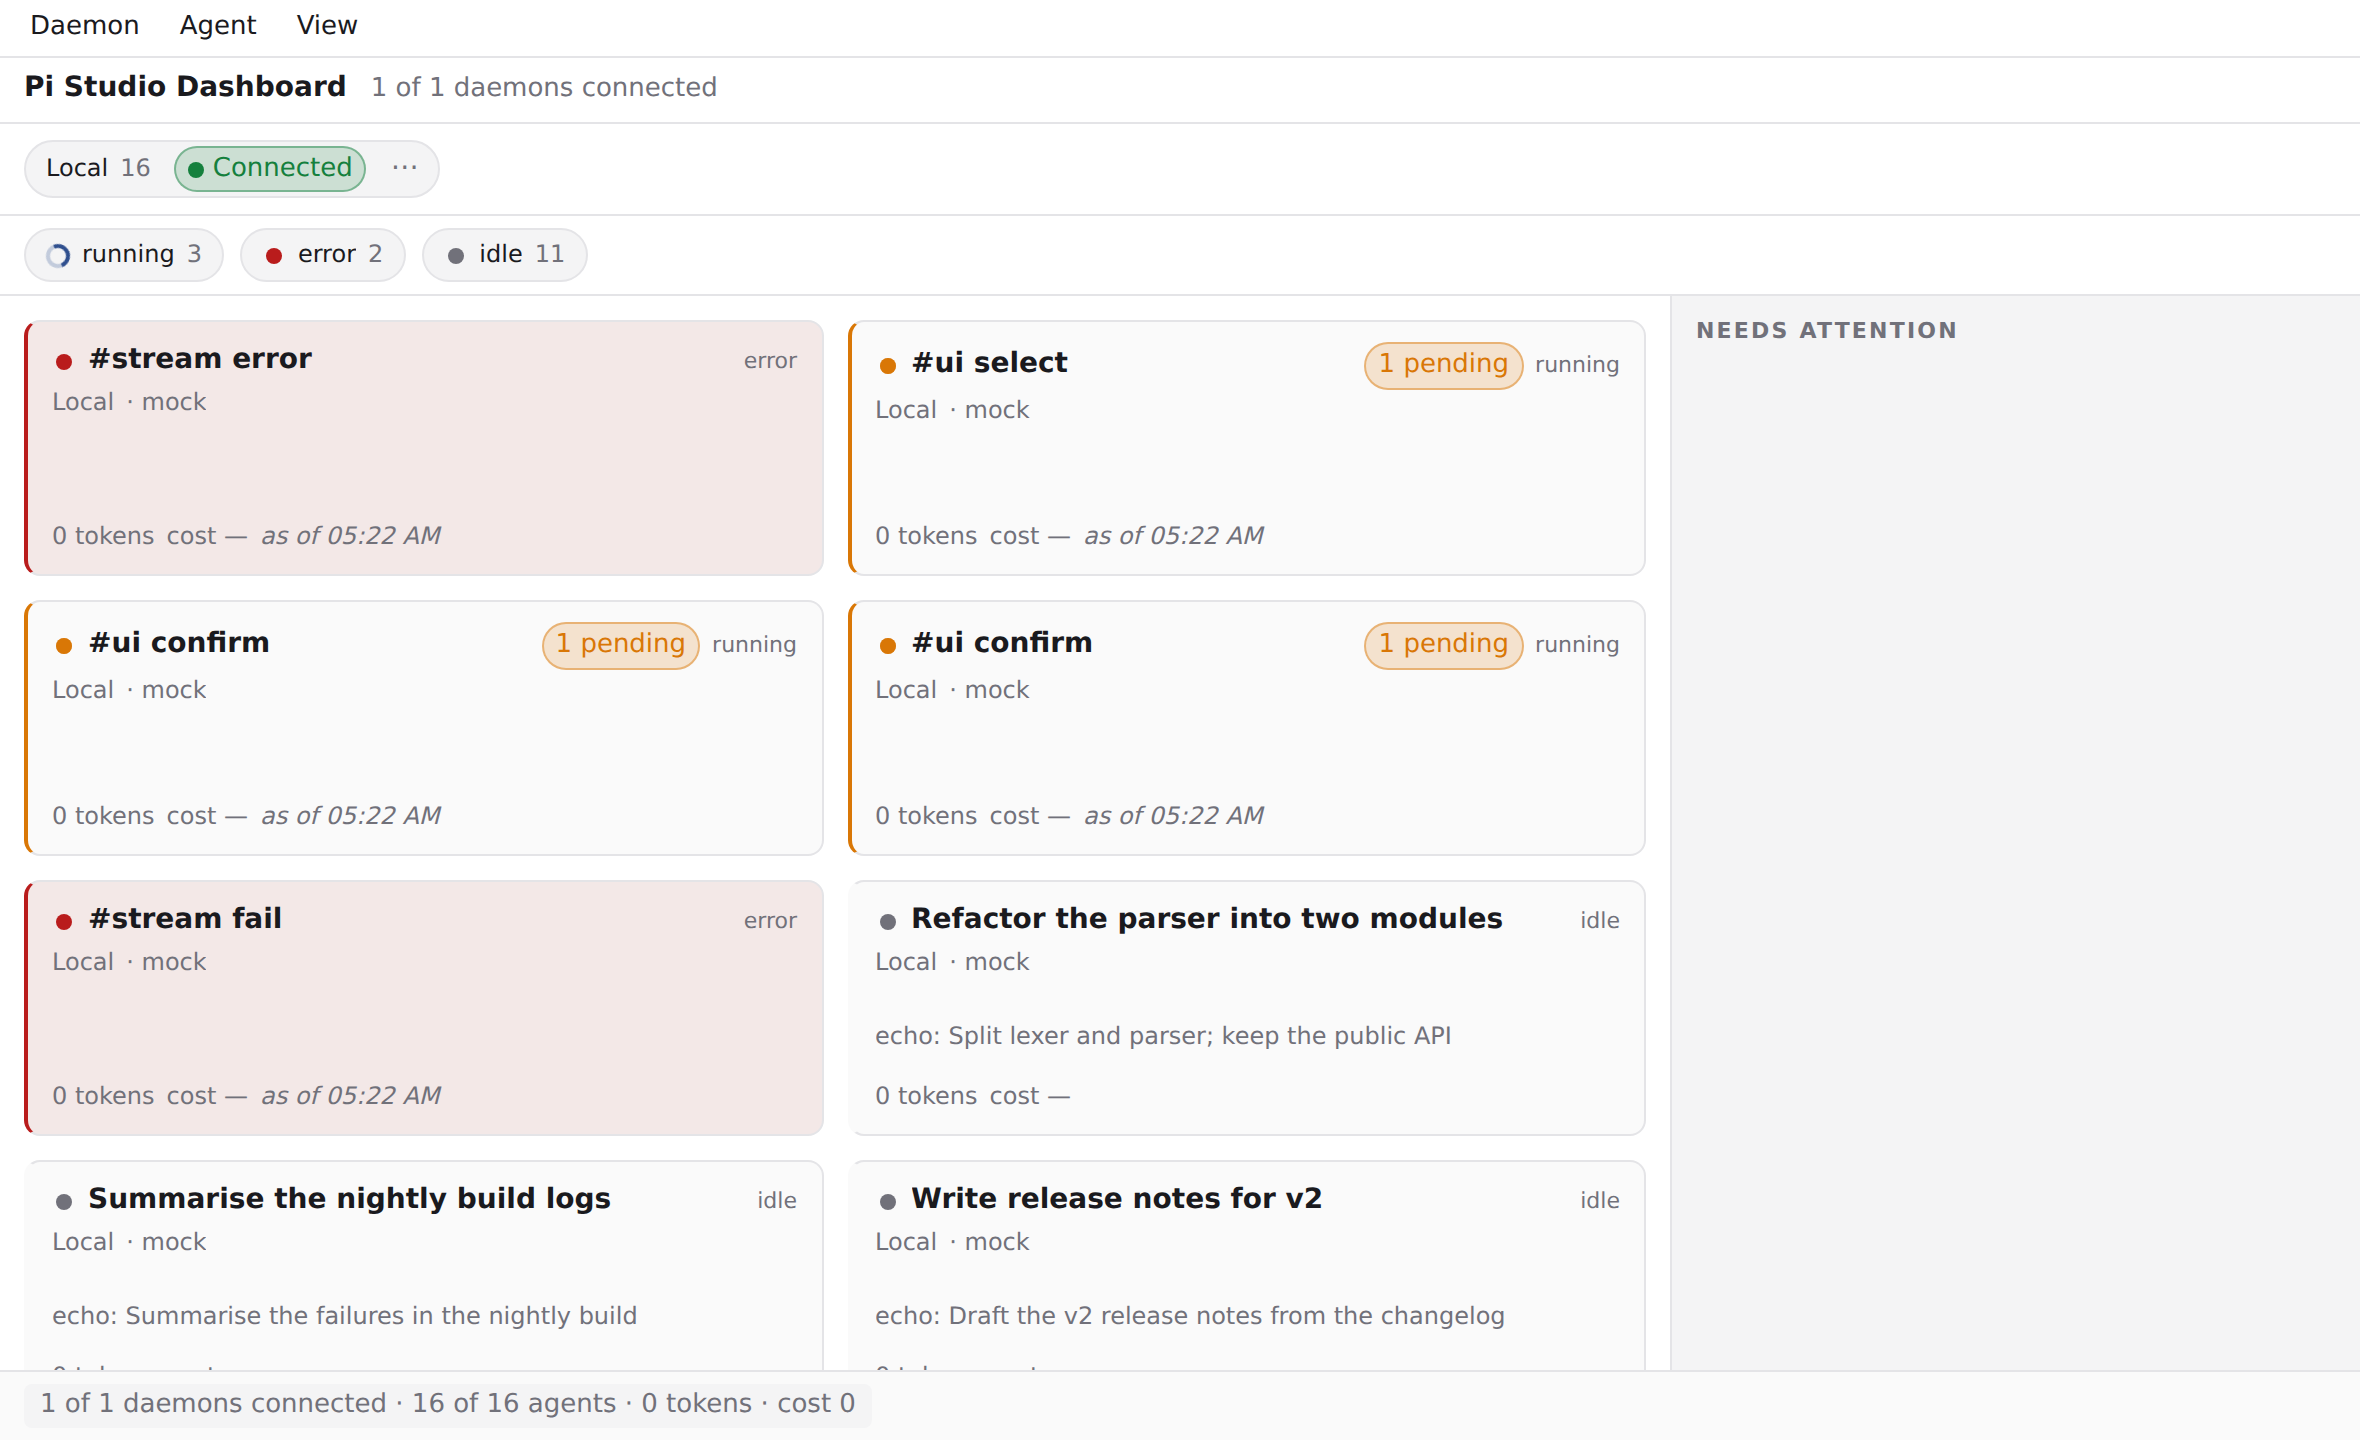 Daemon Agent View
Pi Studio Dashboard 1 of 1 daemons connected
Local 16 Connected ···
running 3 error 2 idle 11
#stream error error
Local · mock
0 tokens cost — as of 05:22 AM
#ui select 1 pending running
Local · mock
0 tokens cost — as of 05:22 AM
NEEDS ATTENTION
#ui confirm 1 pending running
Local · mock
0 tokens cost — as of 05:22 AM
#ui confirm 1 pending running
Local · mock
0 tokens cost — as of 05:22 AM
#stream fail error
Local · mock
0 tokens cost — as of 05:22 AM
Refactor the parser into two modules idle
Local · mock
echo: Split lexer and parser; keep the public API
0 tokens cost —
Summarise the nightly build logs idle
Local · mock
echo: Summarise the failures in the nightly build
Write release notes for v2 idle
Local · mock
echo: Draft the v2 release notes from the changelog
1 of 1 daemons connected · 16 of 16 agents · 0 tokens · cost 0